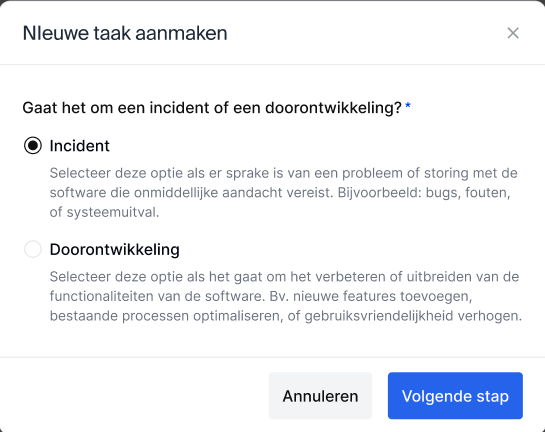 NIeuwe taak aanmaken
Gaat het om een incident of een doorontwikkeling?*
Incident
Selecteer deze optie als er sprake is van een probleem of storing met de
software die onmiddellijke aandacht vereist. Bijvoorbeeld: bugs, fouten,
of systeemuitval.
Doorontwikkeling
Selecteer deze optie als het gaat om het verbeteren of uitbreiden van de
functionaliteiten van de software. Bv. nieuwe features toevoegen,
bestaande processen optimaliseren, of gebruiksvriendelijkheid verhogen.
Annuleren
Volgende stap